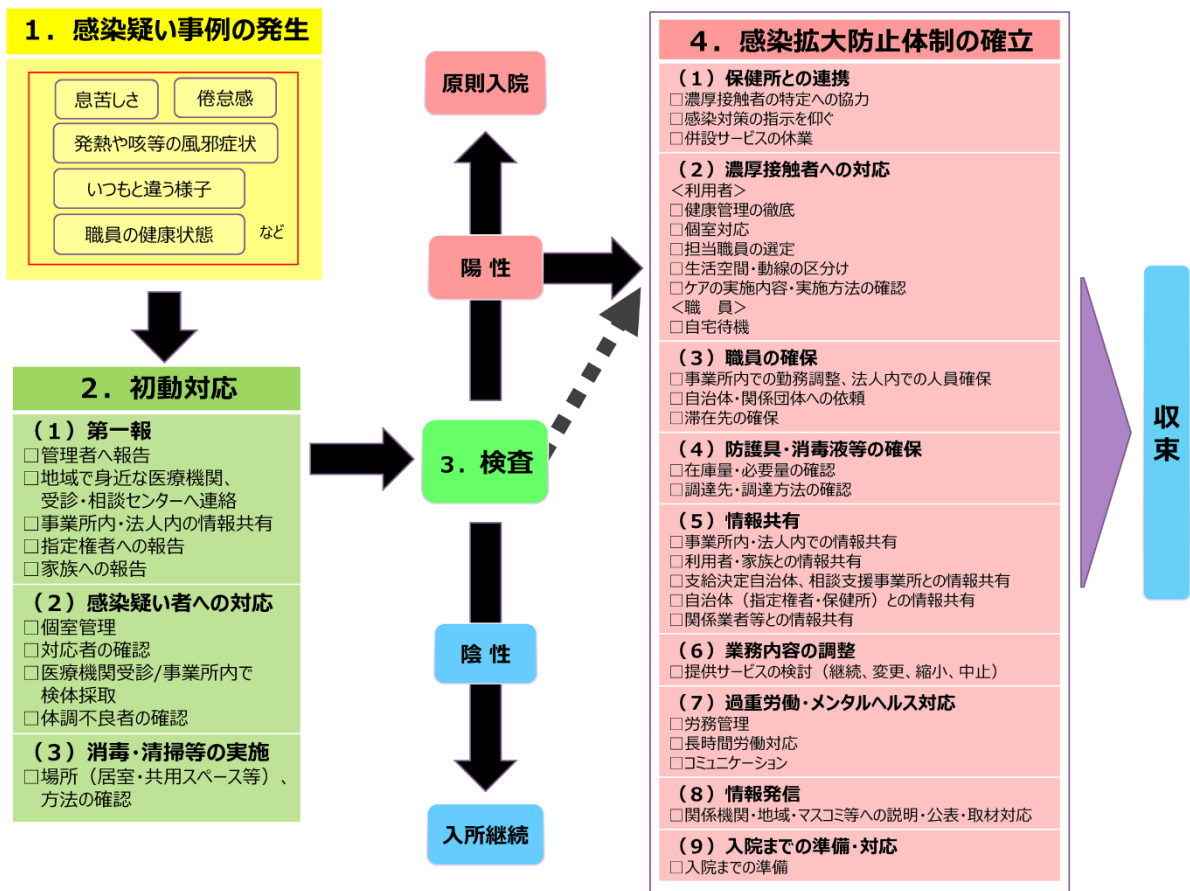 1．感染疑い事例の発生
息苦しさ
倦怠感
発熱や咳等の風邪症状
いつもと違う様子
職員の健康状態
など
2．初動対応
（1）第一報
□管理者へ報告
□地域で身近な医療機関、
受診・相談センターへ連絡
□事業所内・法人内の情報共有
□指定権者への報告
□家族への報告
（2）感染疑い者への対応
□個室管理
□対応者の確認
□医療機関受診/事業所内で
検体採取
□体調不良者の確認
（3）消毒・清掃等の実施
□場所（居室・共用スペース等）、
方法の確認
原則入院
陽 性
3．検査
陰 性
入所継続
4．感染拡大防止体制の確立
（1）保健所との連携
□濃厚接触者の特定への協力
□感染対策の指示を仰ぐ
□併設サービスの休業
（2）濃厚接触者への対応
＜利用者＞
□健康管理の徹底
□個室対応
□担当職員の選定
□生活空間・動線の区分け
□ケアの実施内容・実施方法の確認
＜職　員＞
□自宅待機
（3）職員の確保
□事業所内での勤務調整、法人内での人員確保
□自治体・関係団体への依頼
□滞在先の確保
（4）防護具・消毒液等の確保
□在庫量・必要量の確認
□調達先・調達方法の確認
（5）情報共有
□事業所内・法人内での情報共有
□利用者・家族との情報共有
□支給決定自治体、相談支援事業所との情報共有
□自治体（指定権者・保健所）との情報共有
□関係業者等との情報共有
（6）業務内容の調整
□提供サービスの検討（継続、変更、縮小、中止）
（7）過重労働・メンタルヘルス対応
□労務管理
□長時間労働対応
□コミュニケーション
（8）情報発信
□関係機関・地域・マスコミ等への説明・公表・取材対応
（9）入院までの準備・対応
□入院までの準備
収束